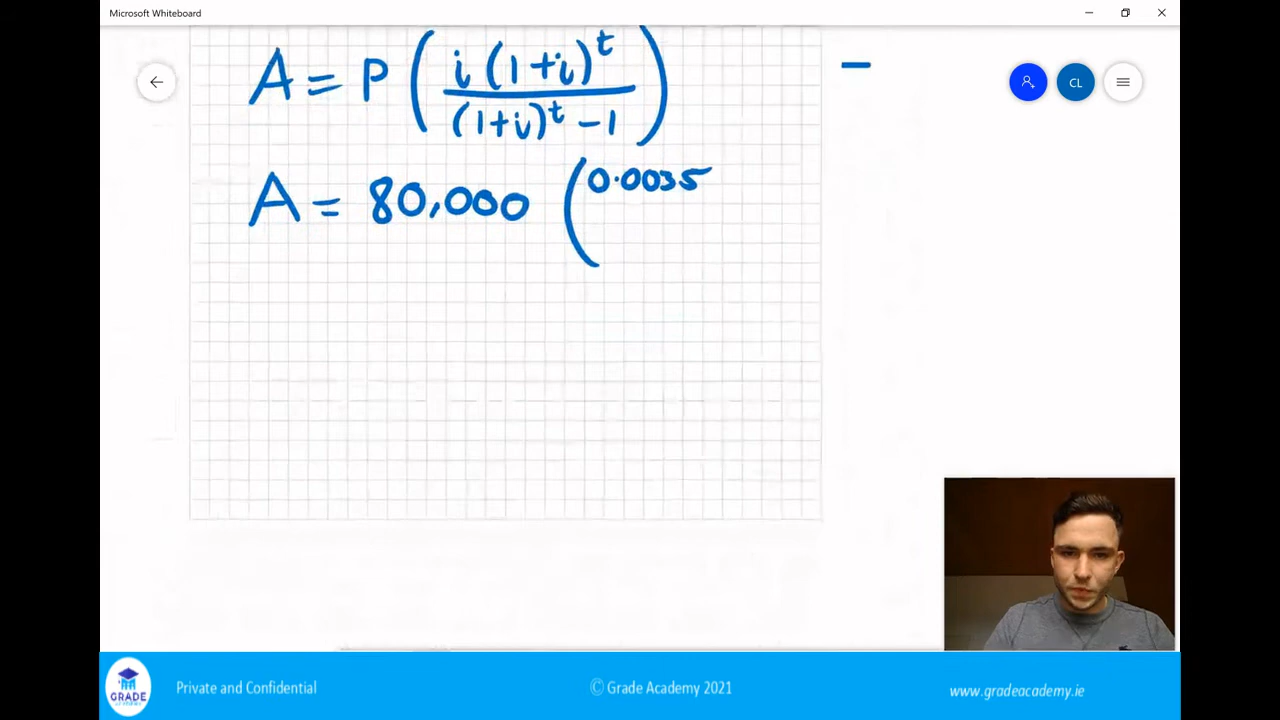 Microsoft Whiteboard
A = P ( i (1+i)^t / (1+i)^t - 1 )
CL
A = 80,000 ( 0.0035
GRADE
Private and Confidential
© Grade Academy 2021
www.gradeacademy.ie